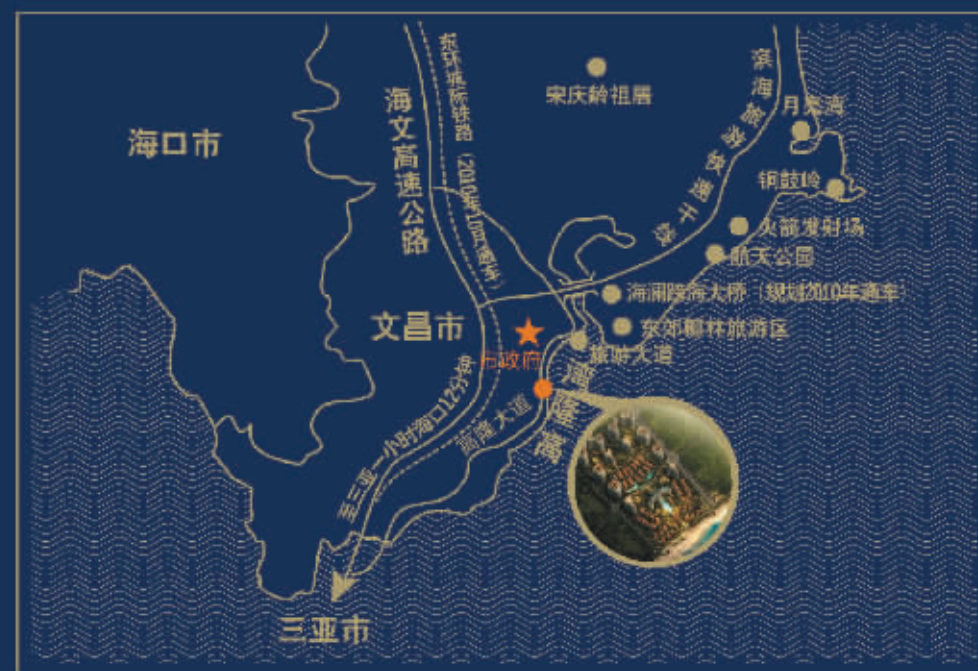 海口市
海文高速公路
东环城际铁路（2010年10月通车）
宋庆龄祖居
滨海旅游快速干线
月亮湾
铜鼓岭
火箭发射场
航天公园
海澜跨海大桥（规划2010年通车）
东郊椰林旅游区
旅游大道
文昌市
市政府
高隆湾
高隆大道
至三亚一小时海口12分钟
三亚市